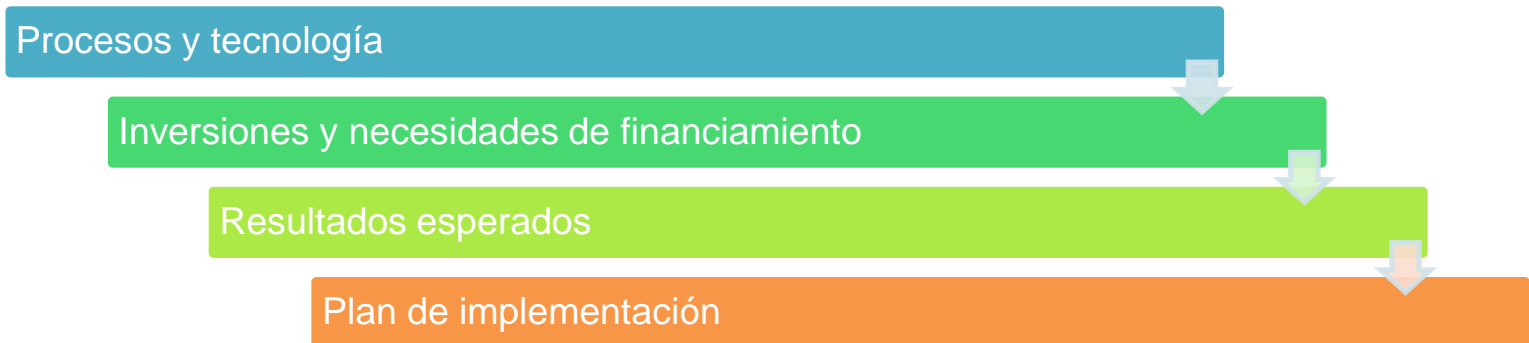 Procesos y tecnología
Inversiones y necesidades de financiamiento
Resultados esperados
Plan de implementación